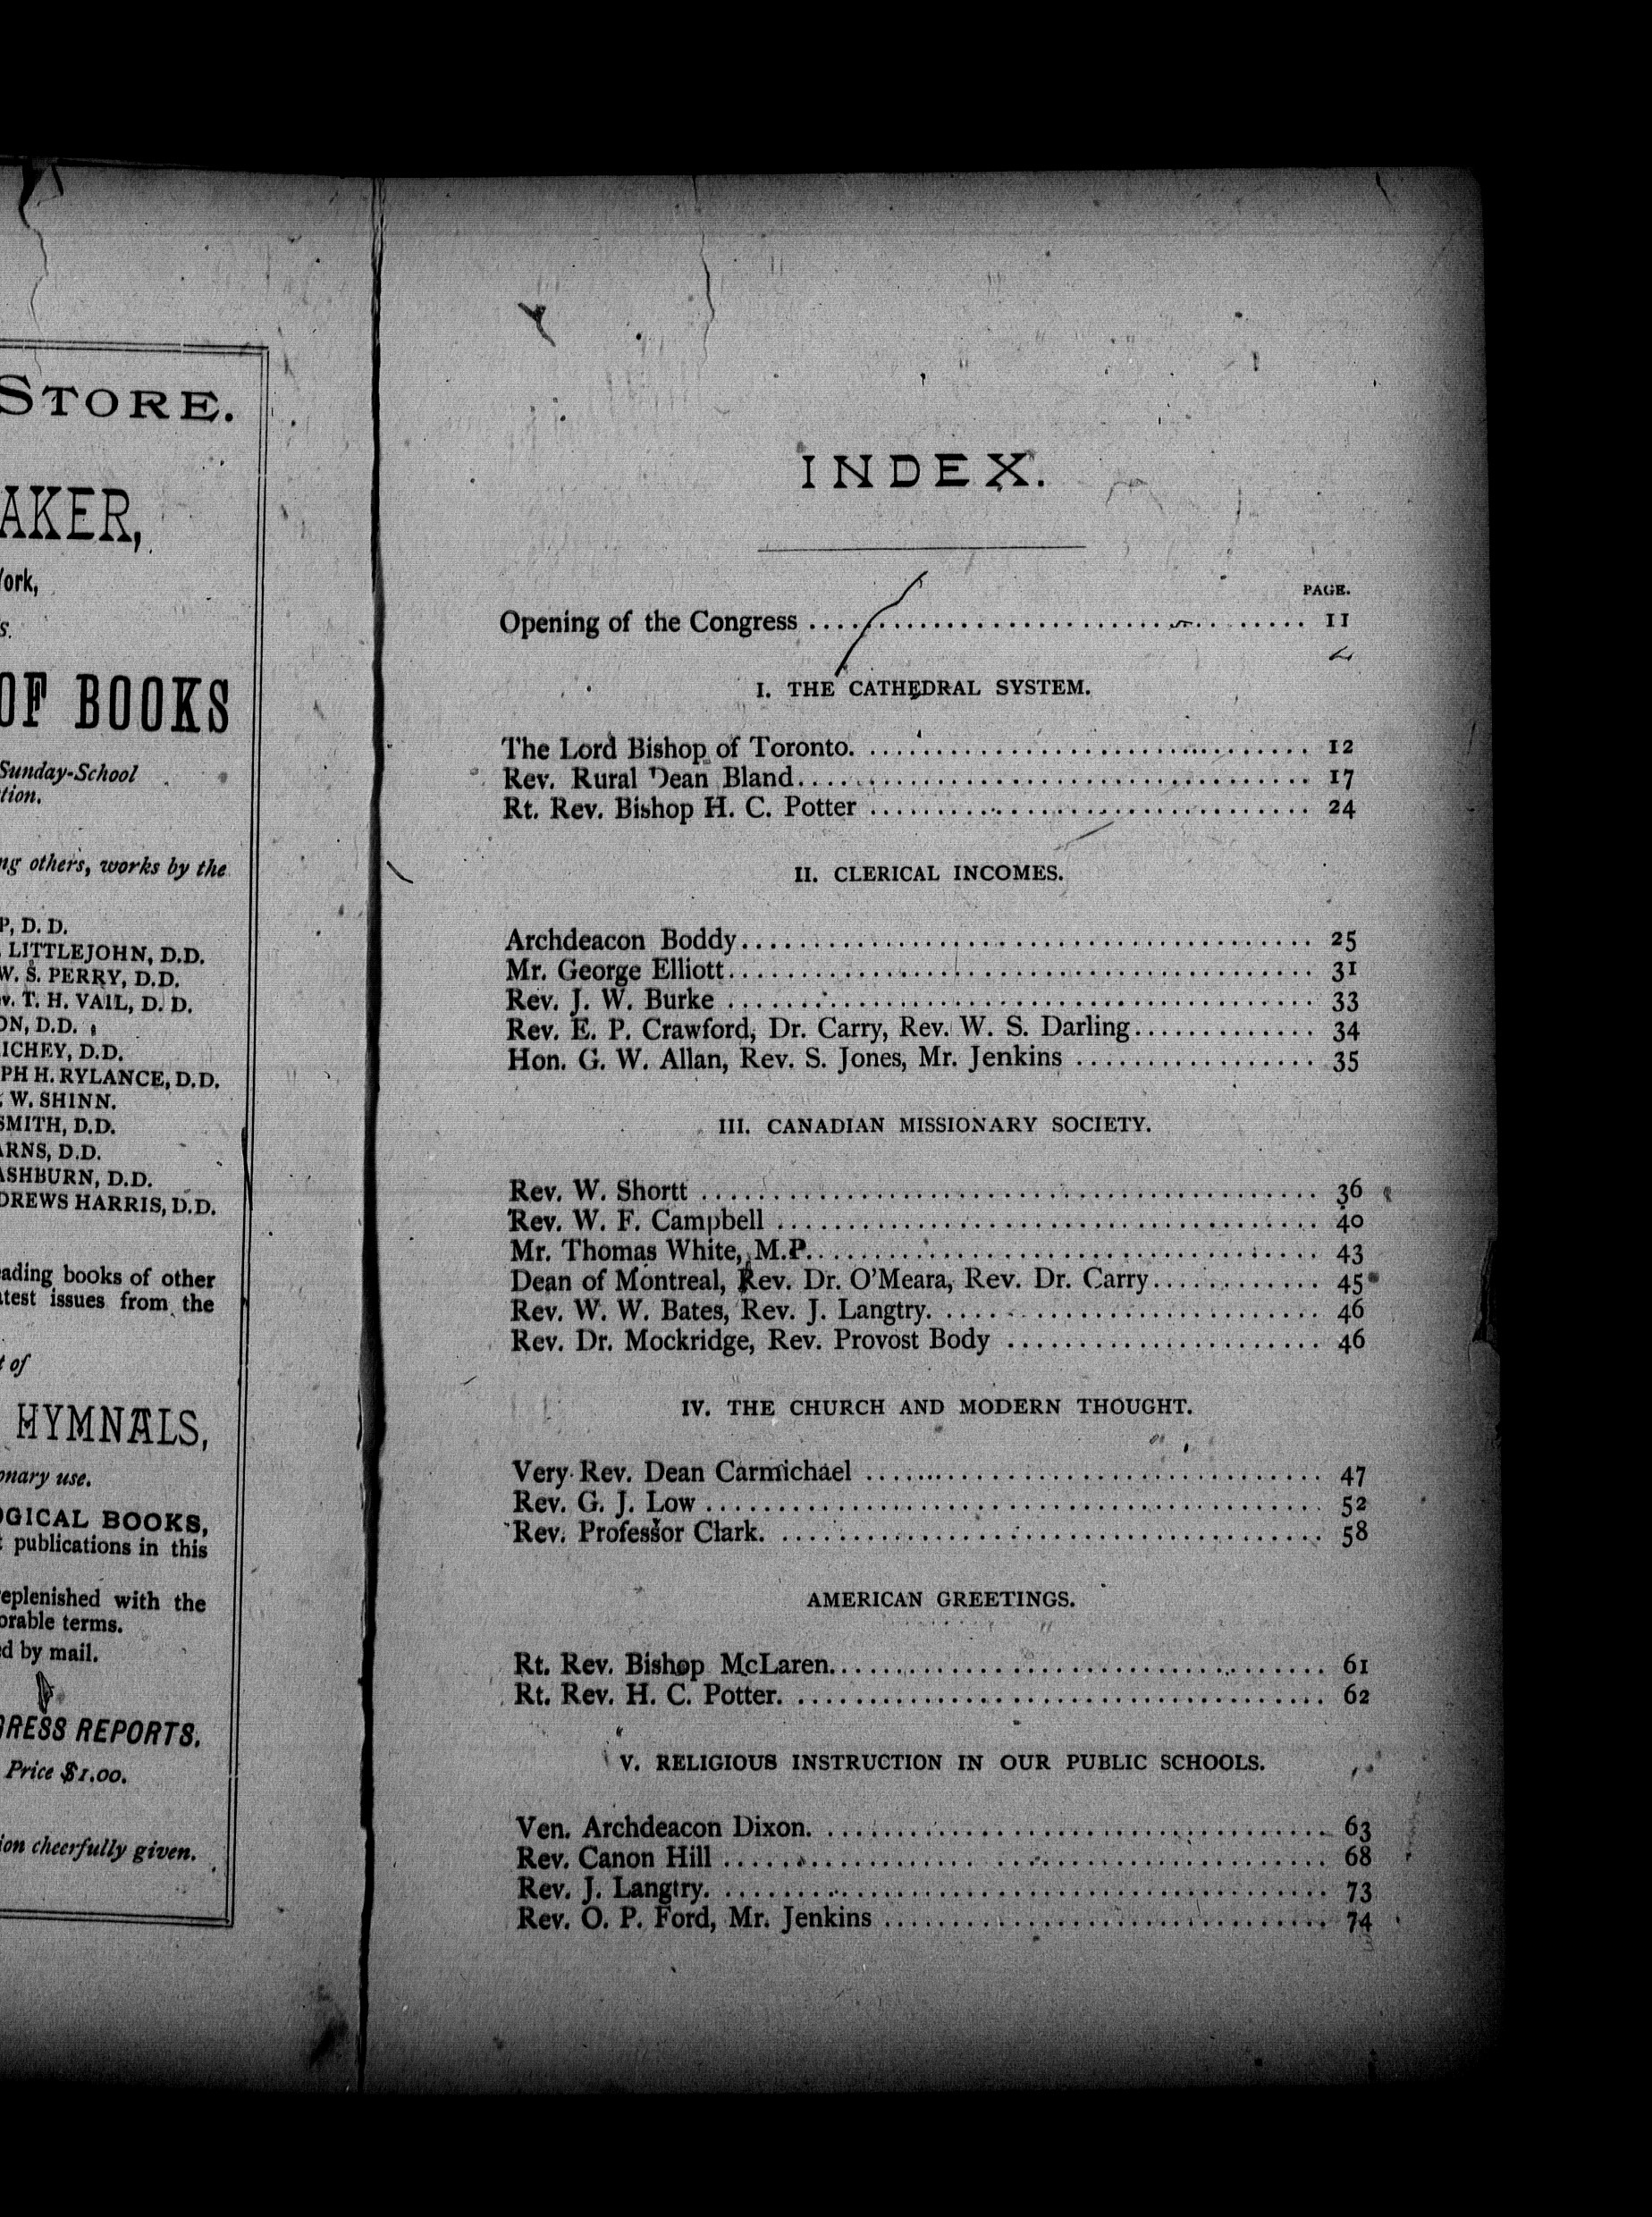 STORE.
AKER,
York,
s.
OF BOOKS
Sunday-School
tion.
ng others, works by the
P, D. D.
LITTLEJOHN, D.D.
W. S. PERRY, D.D.
v. T. H. VAIL, D. D.
ON, D.D.
ICHEY, D.D.
PH H. RYLANCE, D.D.
W. SHINN.
SMITH, D.D.
ARNS, D.D.
ASHBURN, D.D.
DREWS HARRIS, D.D.
ading books of other
test issues from the
t of
HYMNALS,
onary use.
OGICAL BOOKS,
t publications in this
eplenished with the
orable terms.
d by mail.
GRESS REPORTS.
Price $1.00.
ion cheerfully given.
INDEX.
PAGE.
Opening of the Congress .......... 11
I. THE CATHEDRAL SYSTEM.
The Lord Bishop of Toronto. .......... 12
Rev. Rural Dean Bland.......... 17
Rt. Rev. Bishop H. C. Potter .......... 24
II. CLERICAL INCOMES.
Archdeacon Boddy.......... 25
Mr. George Elliott.......... 31
Rev. J. W. Burke .......... 33
Rev. E. P. Crawford, Dr. Carry, Rev. W. S. Darling.......... 34
Hon. G. W. Allan, Rev. S. Jones, Mr. Jenkins .......... 35
III. CANADIAN MISSIONARY SOCIETY.
Rev. W. Shortt .......... 36
Rev. W. F. Campbell .......... 40
Mr. Thomas White, M.P.......... 43
Dean of Montreal, Rev. Dr. O'Meara, Rev. Dr. Carry.......... 45
Rev. W. W. Bates, Rev. J. Langtry. .......... 46
Rev. Dr. Mockridge, Rev. Provost Body .......... 46
IV. THE CHURCH AND MODERN THOUGHT.
Very Rev. Dean Carmichael .......... 47
Rev. G. J. Low .......... 52
Rev. Professor Clark. .......... 58
AMERICAN GREETINGS.
Rt. Rev. Bishop McLaren.......... 61
Rt. Rev. H. C. Potter. .......... 62
V. RELIGIOUS INSTRUCTION IN OUR PUBLIC SCHOOLS.
Ven. Archdeacon Dixon. .......... 63
Rev. Canon Hill .......... 68
Rev. J. Langtry. .......... 73
Rev. O. P. Ford, Mr. Jenkins .......... 74